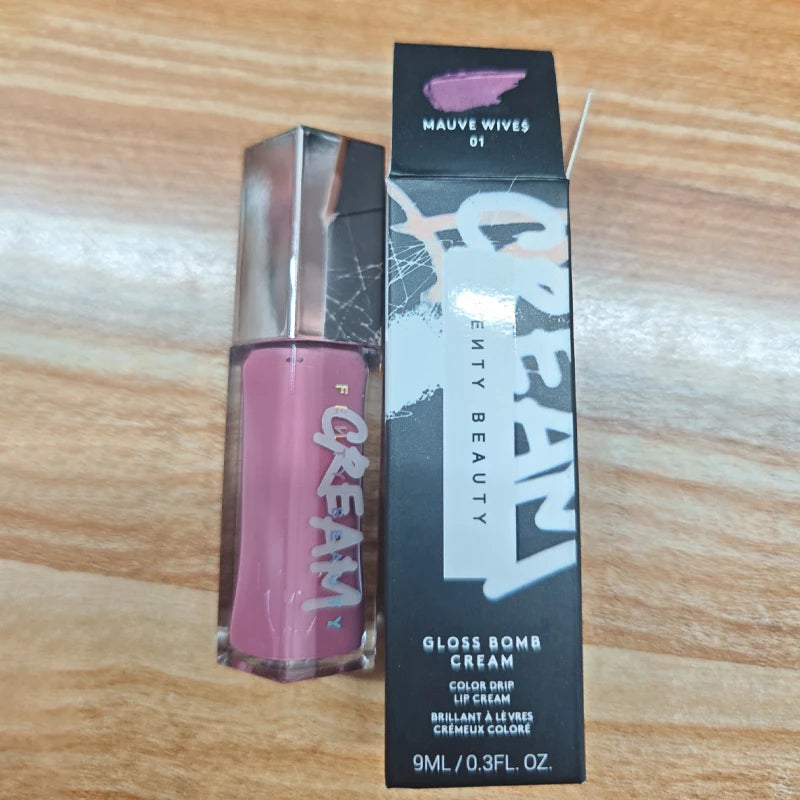 MAUVE WIVE$
01
CREAM
ENTY BEAUTY
GLOSS BOMB
CREAM
COLOR DRIP
LIP CREAM
BRILLANT À LÈVRES
CRÉMEUX COLORÉ
9ML / 0.3FL. OZ.
CREAM